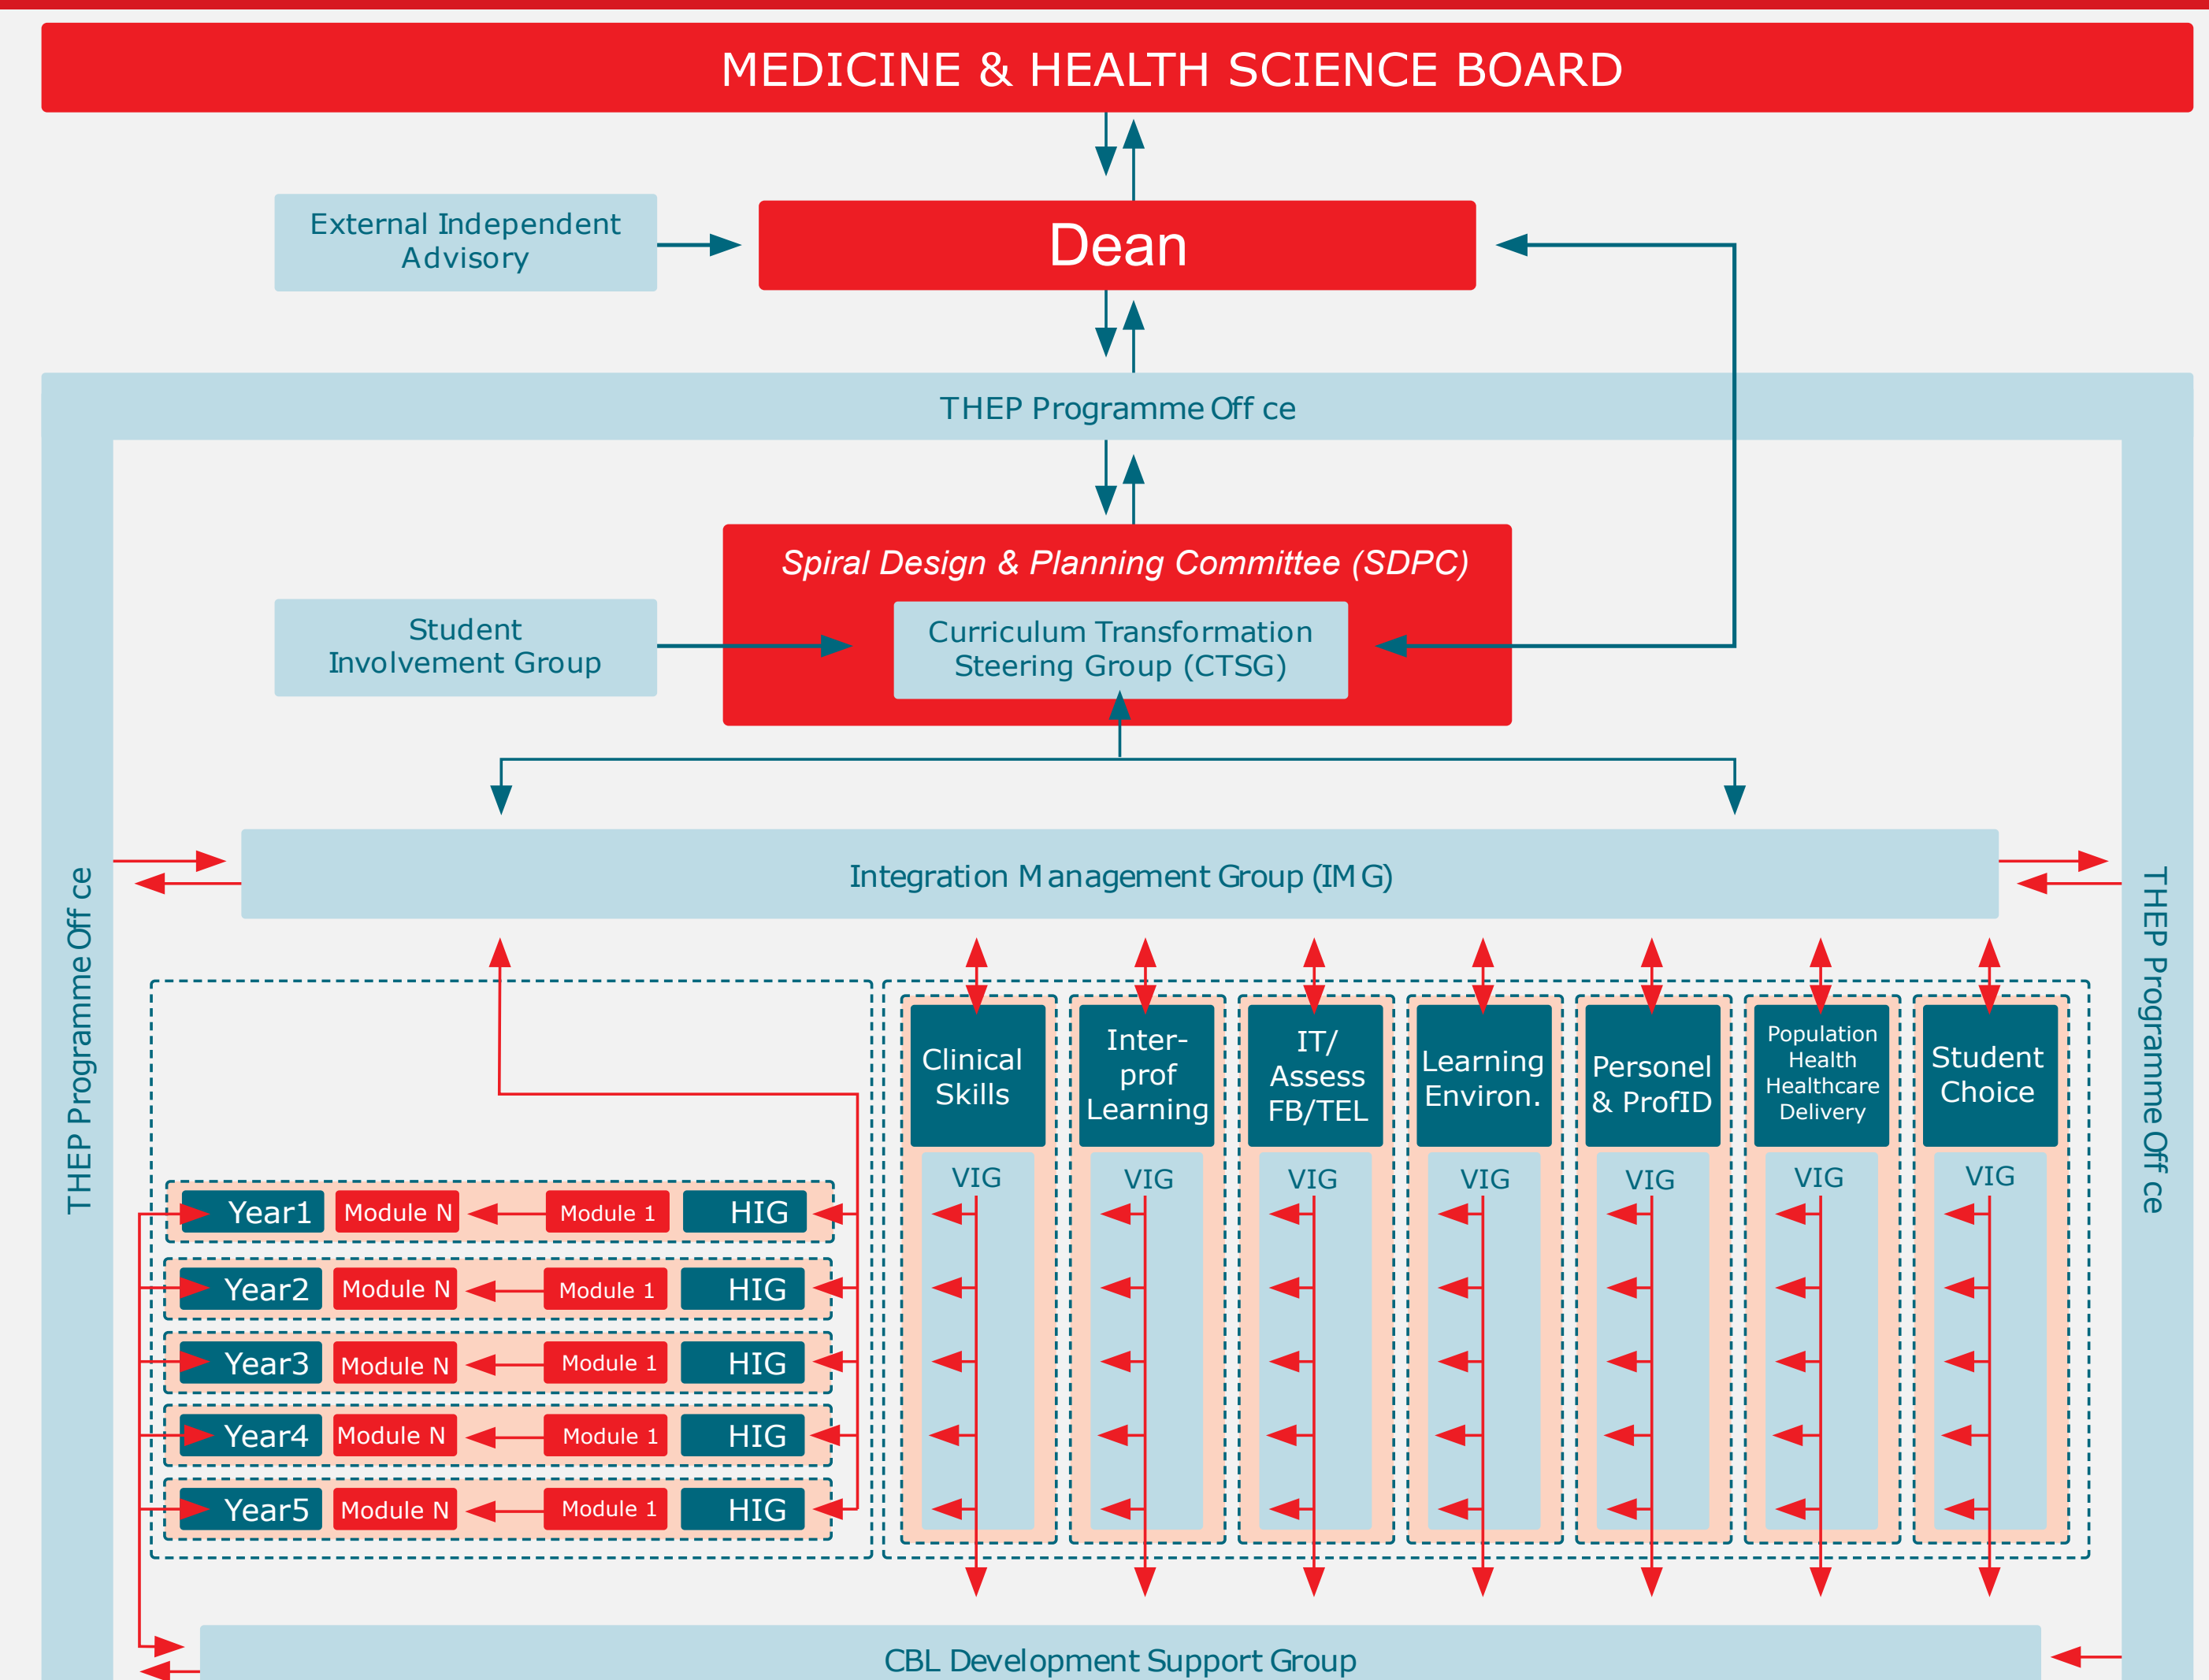 MEDICINE & HEALTH SCIENCE BOARD
External Independent
Advisory
Dean
THEP Programme Off ce
Spiral Design & Planning Committee (SDPC)
Student
Involvement Group
Curriculum Transformation
Steering Group (CTSG)
Integration Management Group (IMG)
THEP Programme Off ce
THEP Programme Off ce
Clinical
Skills
VIG
Inter-
prof
Learning
VIG
IT/
Assess
FB/TEL
VIG
Learning
Environ.
VIG
Personel
& ProfID
VIG
Population
Health
Healthcare
Delivery
VIG
Student
Choice
VIG
Year1 Module N Module 1 HIG
Year2 Module N Module 1 HIG
Year3 Module N Module 1 HIG
Year4 Module N Module 1 HIG
Year5 Module N Module 1 HIG
CBL Development Support Group